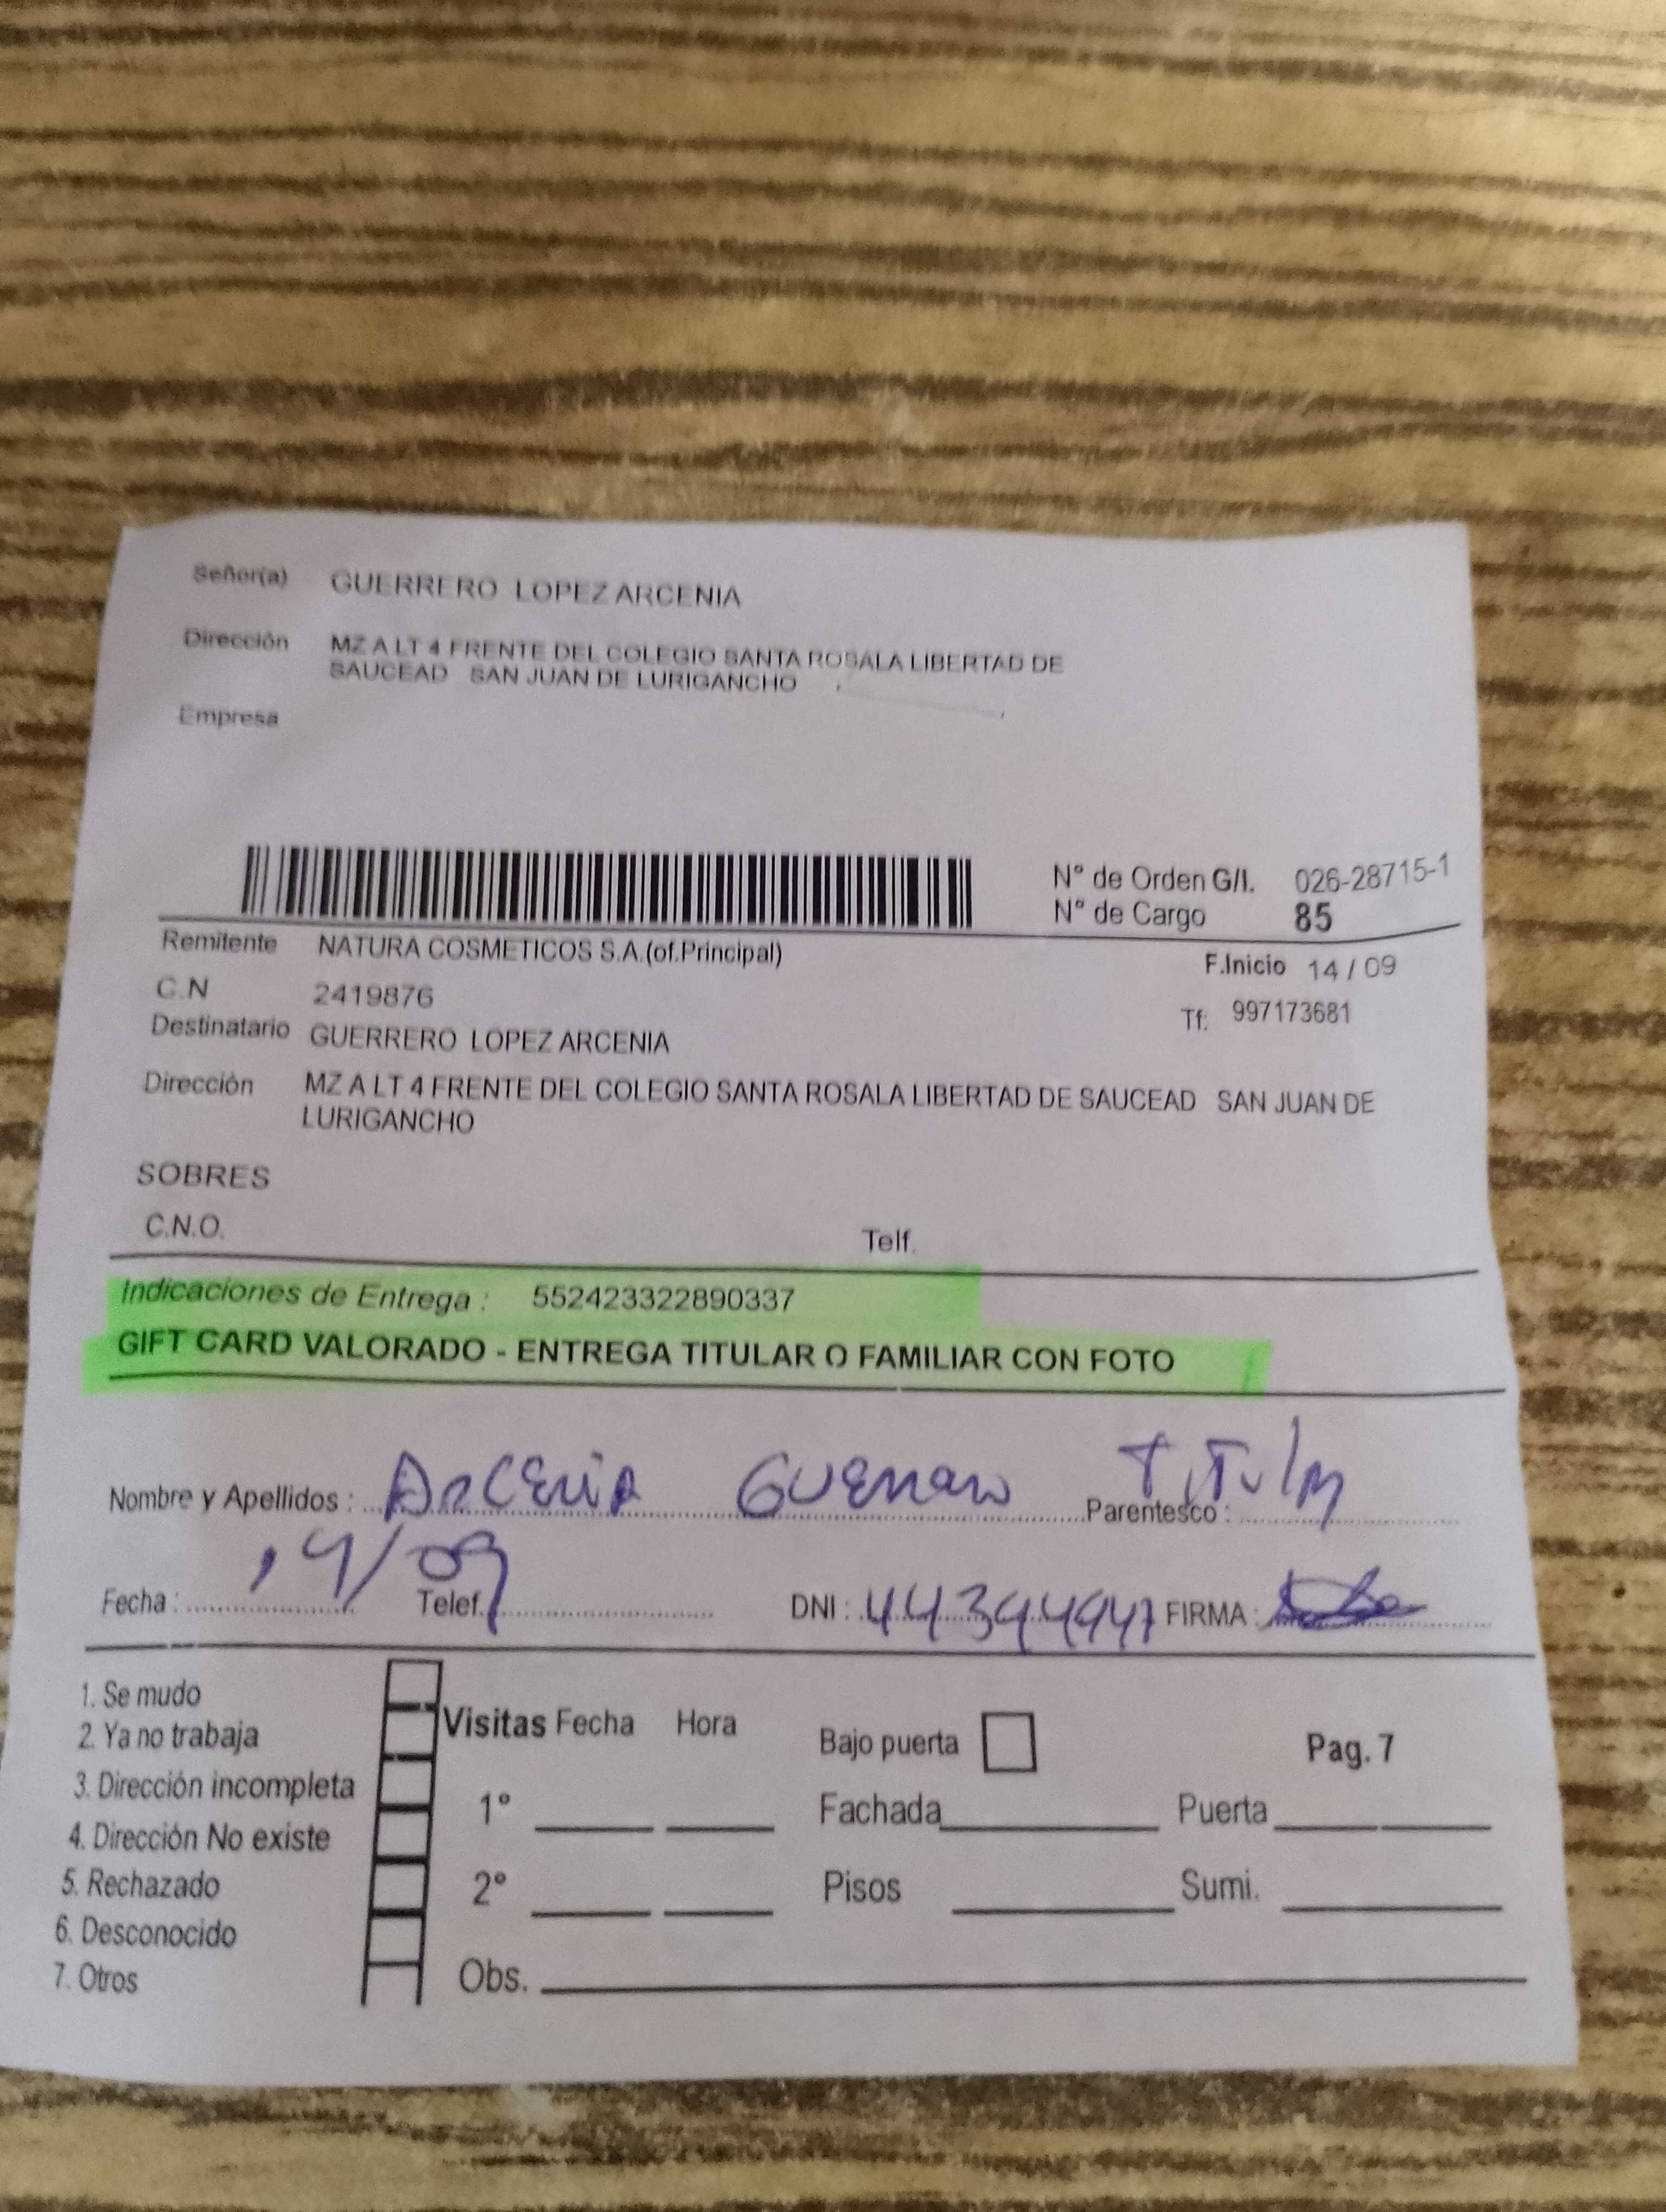 Señor(a) GUERRERO LOPEZ ARCENIA
Dirección MZ A LT 4 FRENTE DEL COLEGIO SANTA ROSALA LIBERTAD DE
SAUCEAD SAN JUAN DE LURIGANCHO
Empresa
N° de Orden G/I. 026-28715-1
N° de Cargo 85
Remitente NATURA COSMETICOS S.A.(of.Principal)
F.Inicio 14 / 09
C.N 2419876
Tf: 997173681
Destinatario GUERRERO LOPEZ ARCENIA
Dirección MZ A LT 4 FRENTE DEL COLEGIO SANTA ROSALA LIBERTAD DE SAUCEAD SAN JUAN DE
LURIGANCHO
SOBRES
C.N.O. Telf.
Indicaciones de Entrega : 552423322890337
GIFT CARD VALORADO - ENTREGA TITULAR O FAMILIAR CON FOTO
Nombre y Apellidos : Arcenia Guerrero Parentesco : Titular
Fecha : 14/09 Telef. DNI : 44394947 FIRMA :
1. Se mudo
2. Ya no trabaja
3. Dirección incompleta
4. Dirección No existe
5. Rechazado
6. Desconocido
7. Otros
Visitas Fecha Hora
1°
2°
Obs.
Bajo puerta Pag. 7
Fachada Puerta
Pisos Sumi.